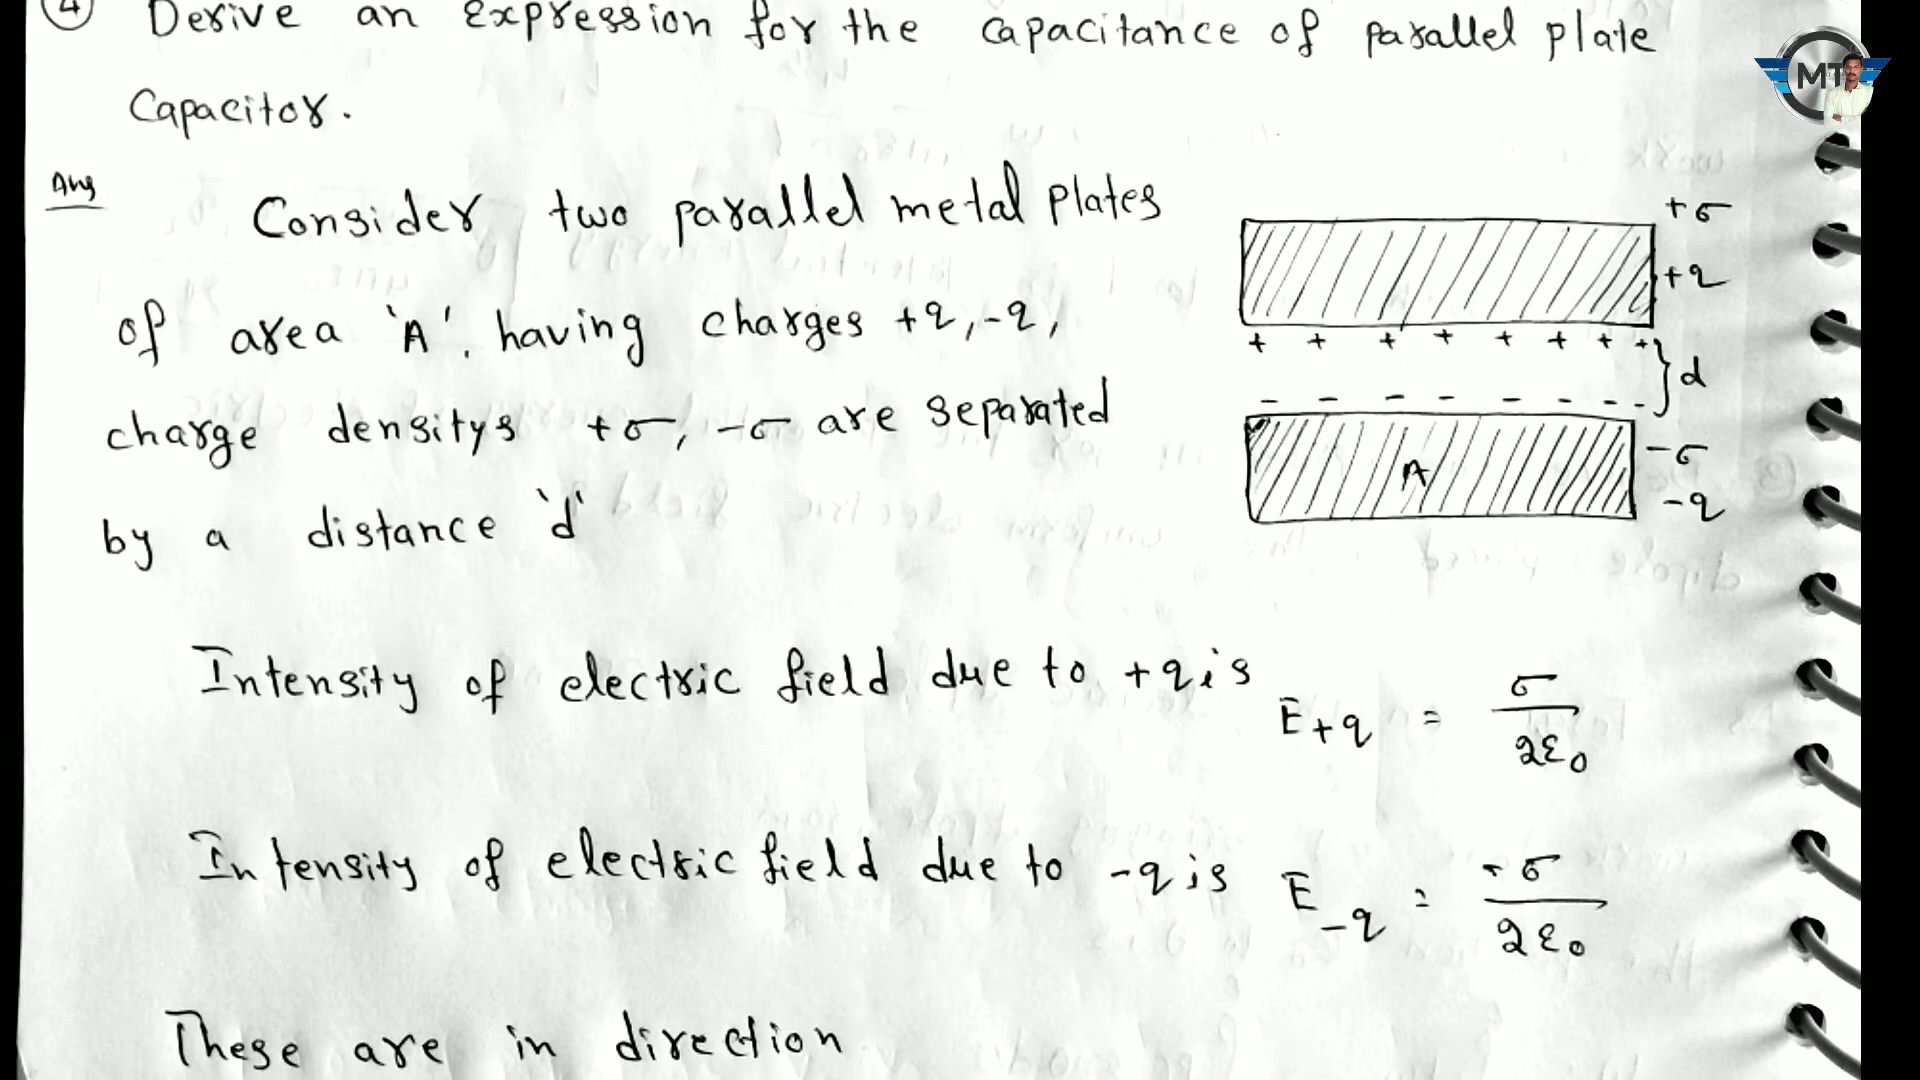 4 Derive an expression for the capacitance of parallel plate
Capacitor.
Ans
Consider two parallel metal plates
of area 'A'. having charges +q, -q,
charge densitys +σ, -σ are separated
by a distance 'd'
+σ
+q
+ + + + + + + +
d
- - - - - - - -
A
-σ
-q
Intensity of electric field due to +q is E+q = σ/2ε0
Intensity of electric field due to -q is E-q = -σ/2ε0
These are in direction
MT